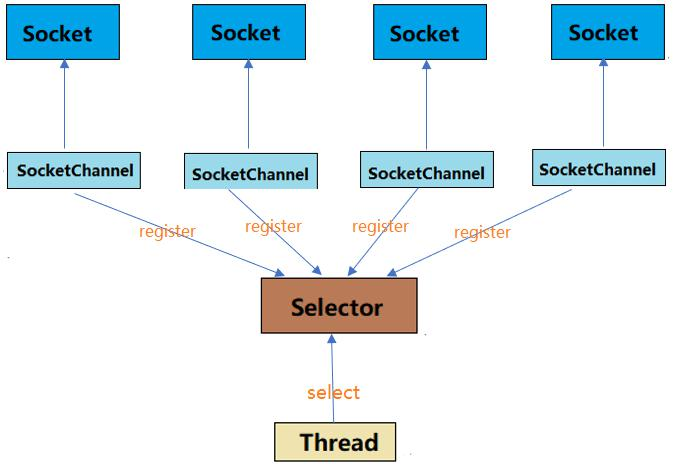 Socket
Socket
Socket
Socket
SocketChannel
SocketChannel
SocketChannel
SocketChannel
register
register
register
register
Selector
select
Thread